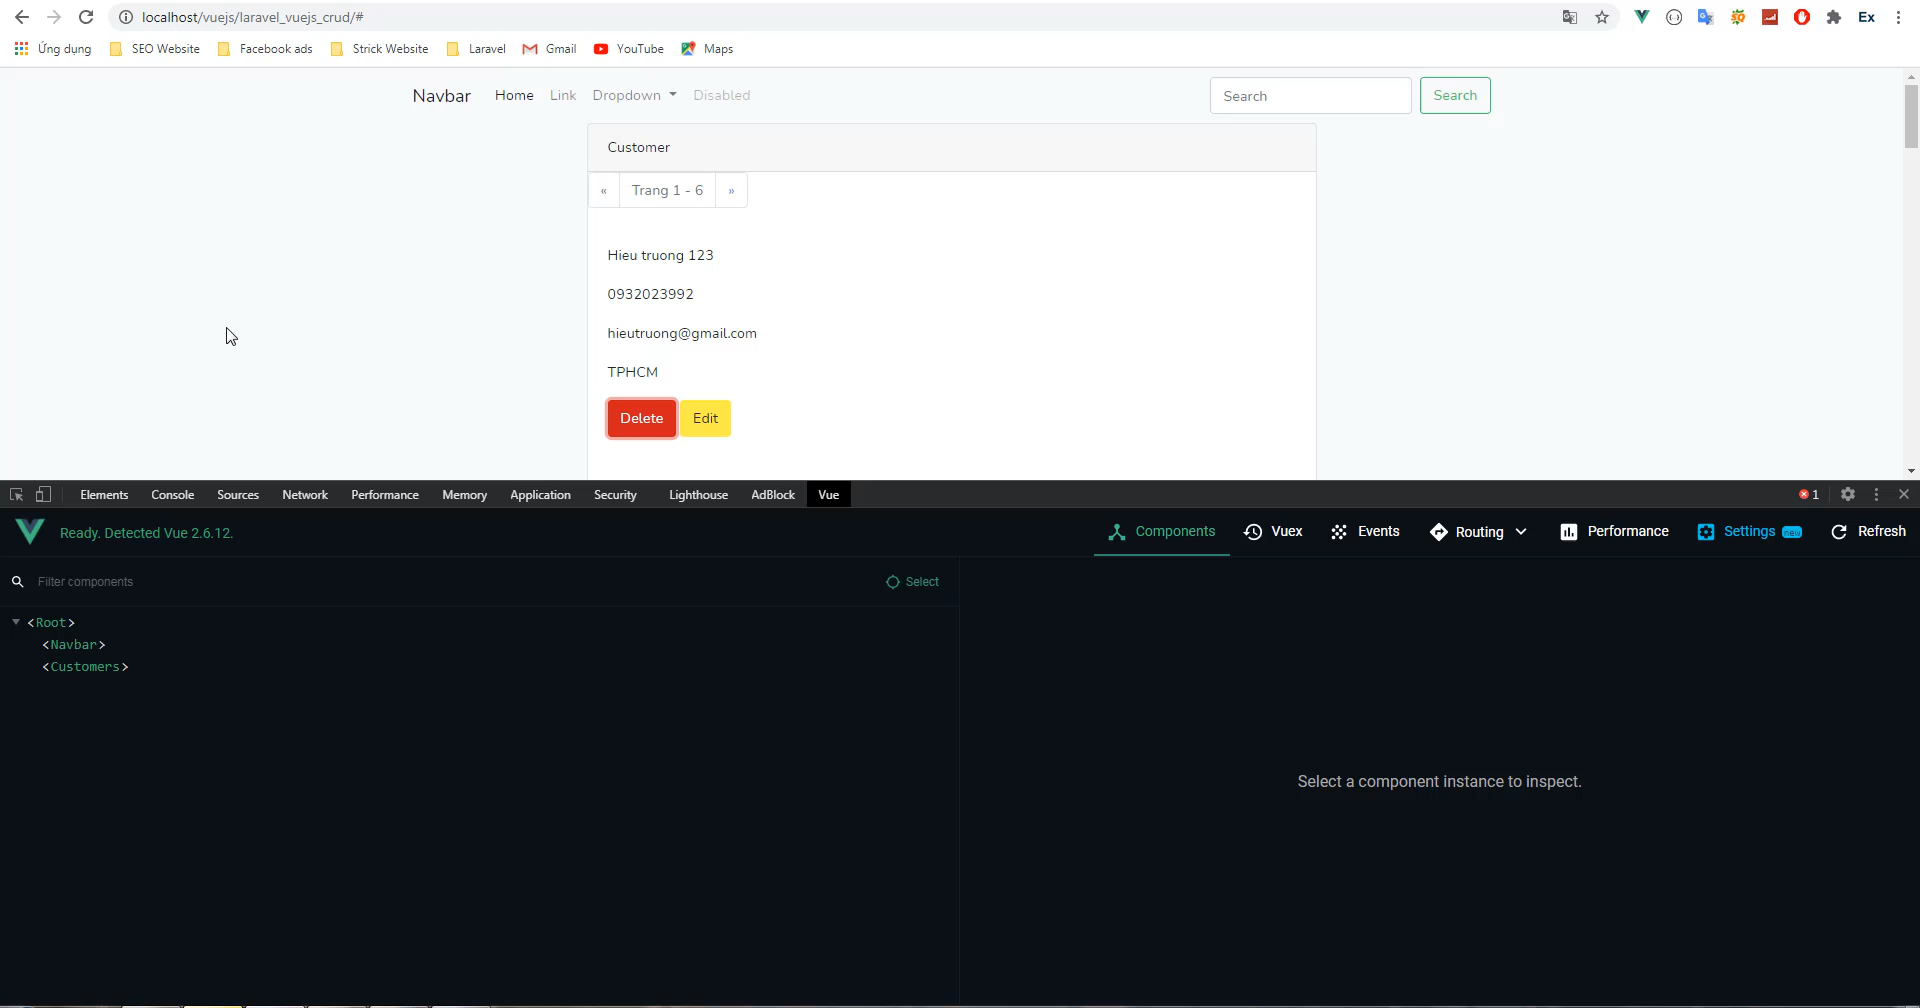 localhost/vuejs/laravel_vuejs_crud/#
Ex
Ứng dụng SEO Website Facebook ads Strick Website Laravel Gmail YouTube Maps
Navbar Home Link Dropdown Disabled Search Search
Customer
« Trang 1 - 6 »
Hieu truong 123
0932023992
hieutruong@gmail.com
TPHCM
Delete Edit
Elements Console Sources Network Performance Memory Application Security Lighthouse AdBlock Vue 1
Ready. Detected Vue 2.6.12. Components Vuex Events Routing Performance Settings new Refresh
Filter components Select
<Root>
<Navbar>
<Customers>
Select a component instance to inspect.